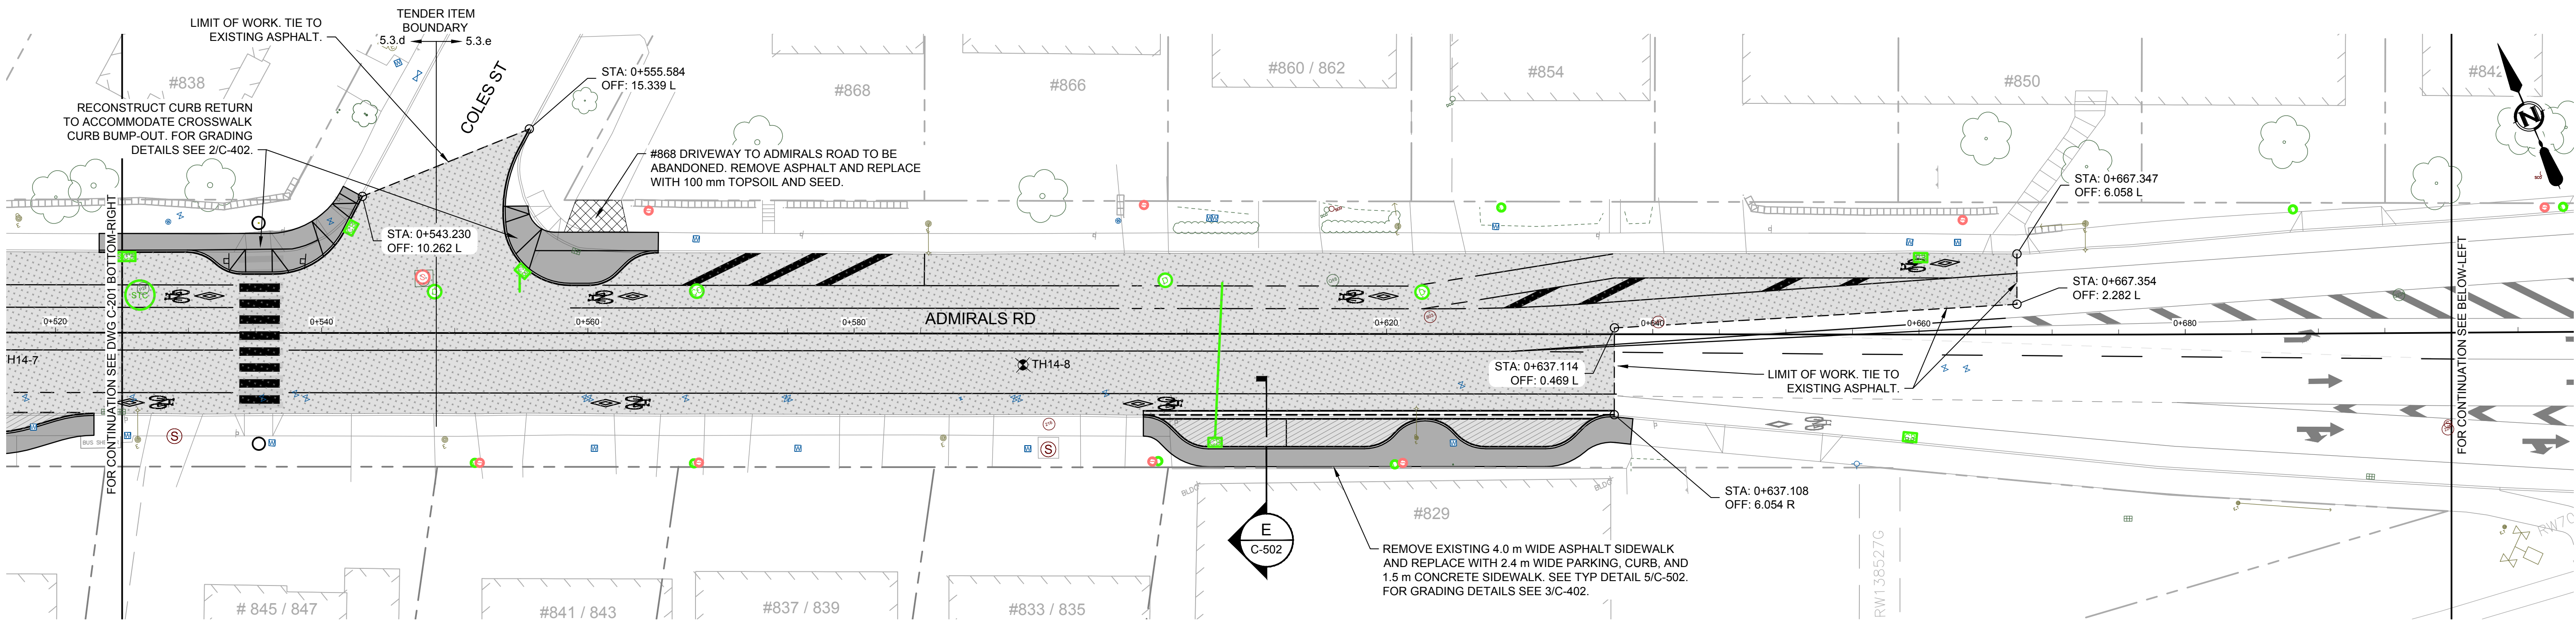 TENDER ITEM
BOUNDARY
5.3.d
5.3.e
LIMIT OF WORK. TIE TO
EXISTING ASPHALT.
COLES ST
STA: 0+555.584
OFF: 15.339 L
#838
#868
#866
#860 / 862
#854
#850
RECONSTRUCT CURB RETURN
TO ACCOMMODATE CROSSWALK
CURB BUMP-OUT. FOR GRADING
DETAILS SEE 2/C-402.
#868 DRIVEWAY TO ADMIRALS ROAD TO BE
ABANDONED. REMOVE ASPHALT AND REPLACE
WITH 100 mm TOPSOIL AND SEED.
N
STA: 0+667.347
OFF: 6.058 L
STA: 0+543.230
OFF: 10.262 L
STA: 0+667.354
OFF: 2.282 L
FOR CONTINUATION SEE DWG C-201 BOTTOM-RIGHT
FOR CONTINUATION SEE BELOW-LEFT
STC
0+520
0+540
0+560
0+580
ADMIRALS RD
0+620
0+640
0+660
0+680
H14-7
TH14-8
STA: 0+637.114
OFF: 0.469 L
LIMIT OF WORK. TIE TO
EXISTING ASPHALT.
S
S
S
BUS SH
BLDG
BLDG
STA: 0+637.108
OFF: 6.054 R
#829
E
C-502
REMOVE EXISTING 4.0 m WIDE ASPHALT SIDEWALK
AND REPLACE WITH 2.4 m WIDE PARKING, CURB, AND
1.5 m CONCRETE SIDEWALK. SEE TYP DETAIL 5/C-502.
FOR GRADING DETAILS SEE 3/C-402.
RW138527G
# 845 / 847
#841 / 843
#837 / 839
#833 / 835